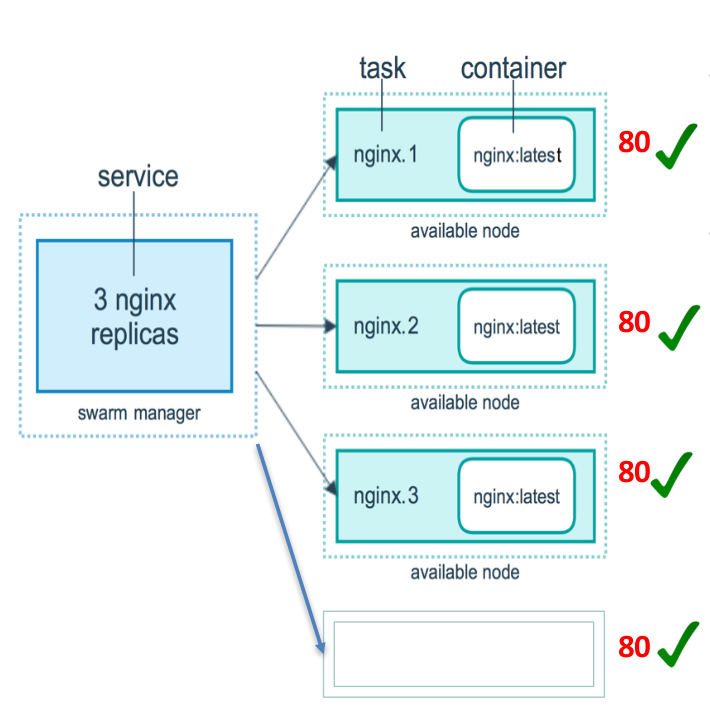 task
container
nginx.1
nginx:latest
80
available node
service
3 nginx
replicas
swarm manager
nginx.2
nginx:latest
80
available node
nginx.3
nginx:latest
80
available node
80